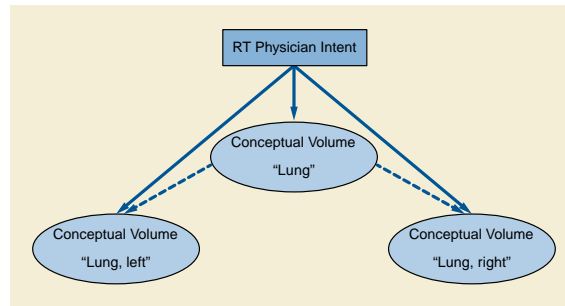 RT Physician Intent
Conceptual Volume
“Lung”
Conceptual Volume
“Lung, left”
Conceptual Volume
“Lung, right”